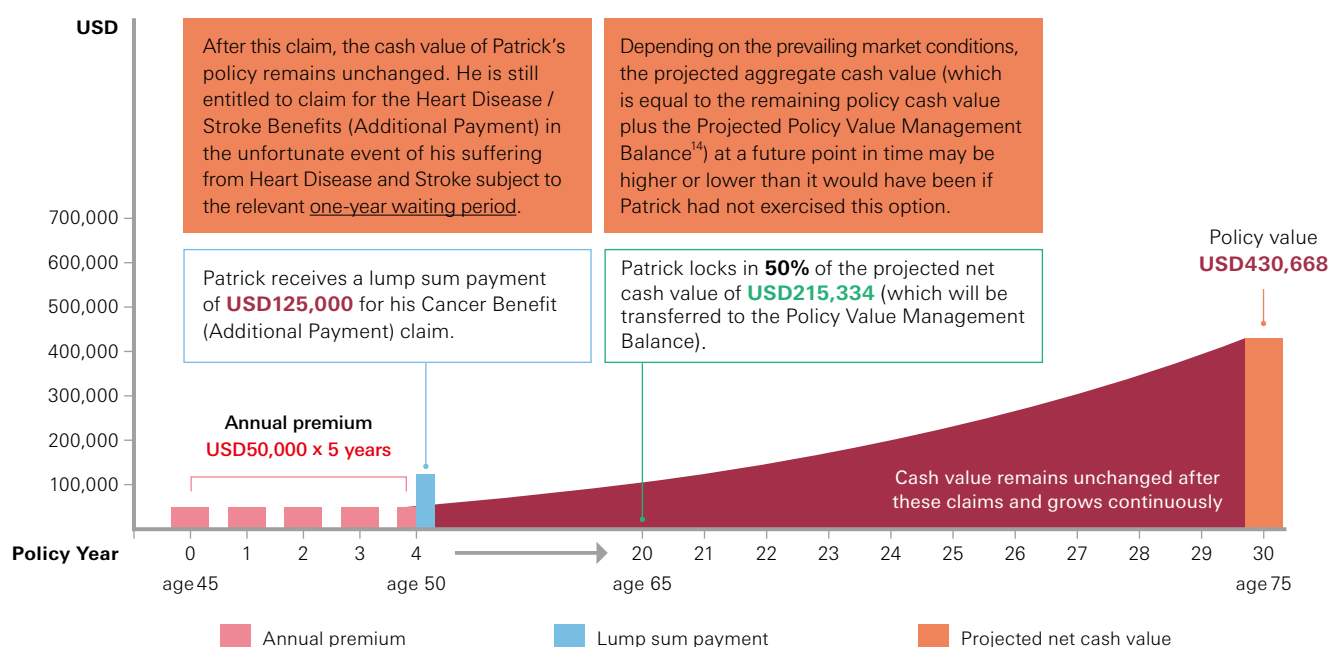 USD
After this claim, the cash value of Patrick's
policy remains unchanged. He is still
entitled to claim for the Heart Disease /
Stroke Benefits (Additional Payment) in
the unfortunate event of his suffering
from Heart Disease and Stroke subject to
the relevant one-year waiting period.
Depending on the prevailing market conditions,
the projected aggregate cash value (which
is equal to the remaining policy cash value
plus the Projected Policy Value Management
Balance14) at a future point in time may be
higher or lower than it would have been if
Patrick had not exercised this option.
700,000
600,000
500,000
400,000
300,000
200,000
100,000
Patrick receives a lump sum payment
of USD125,000 for his Cancer Benefit
(Additional Payment) claim.
Patrick locks in 50% of the projected net
cash value of USD215,334 (which will be
transferred to the Policy Value Management
Balance).
Policy value
USD430,668
Annual premium
USD50,000 x 5 years
Cash value remains unchanged after
these claims and grows continuously
Policy Year 0 1 2 3 4 20 21 22 23 24 25 26 27 28 29 30
age 45 age 50 age 65 age 75
Annual premium Lump sum payment Projected net cash value